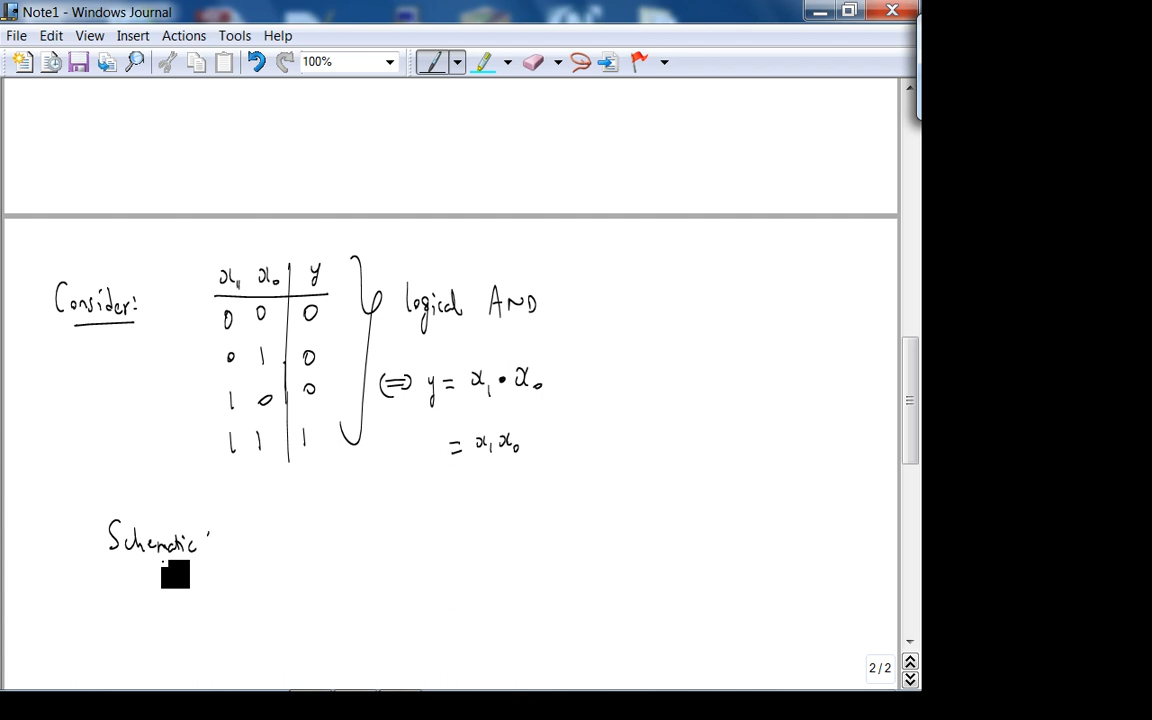 Note1 - Windows Journal
File Edit View Insert Actions Tools Help
100%
Consider:
x₁ x₀ | y
0 0 0
0 1 0
1 0 0
1 1 1
logical AND
⟺ y = x₁ • x₀
= x₁x₀
Schematic
2 / 2